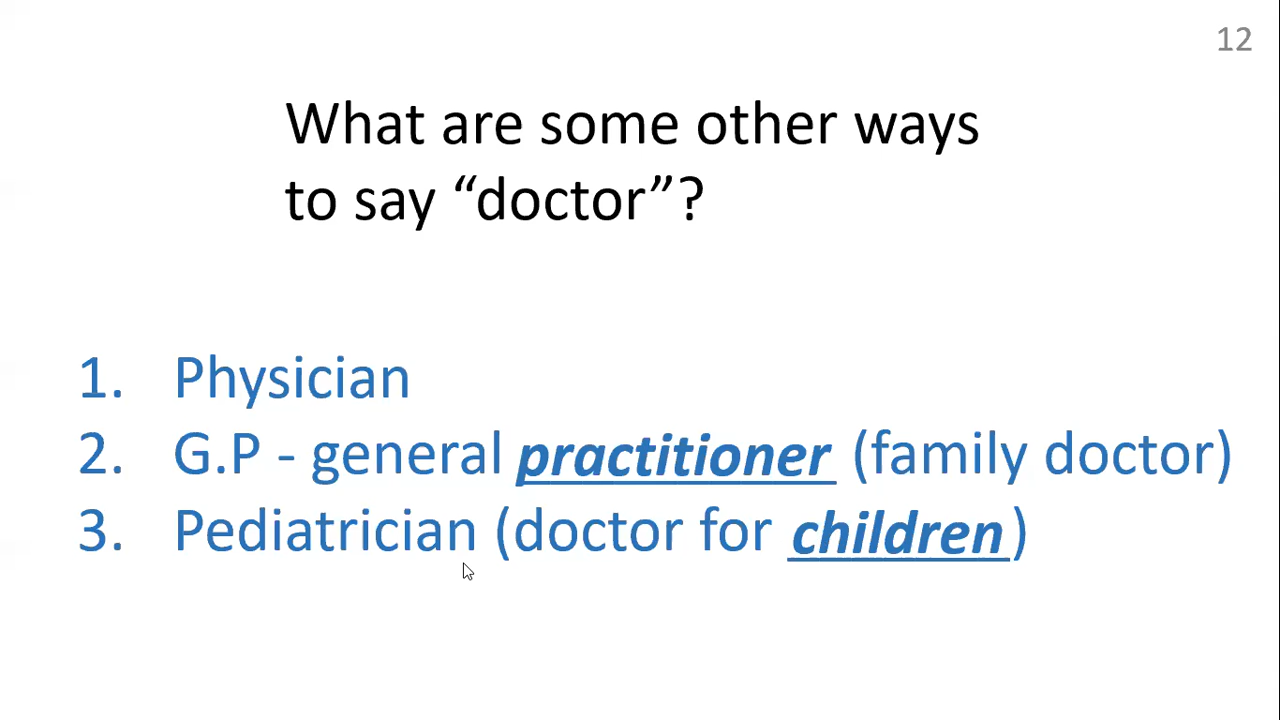 12
What are some other ways
to say “doctor”?
1. Physician
2. G.P - general practitioner (family doctor)
3. Pediatrician (doctor for children)